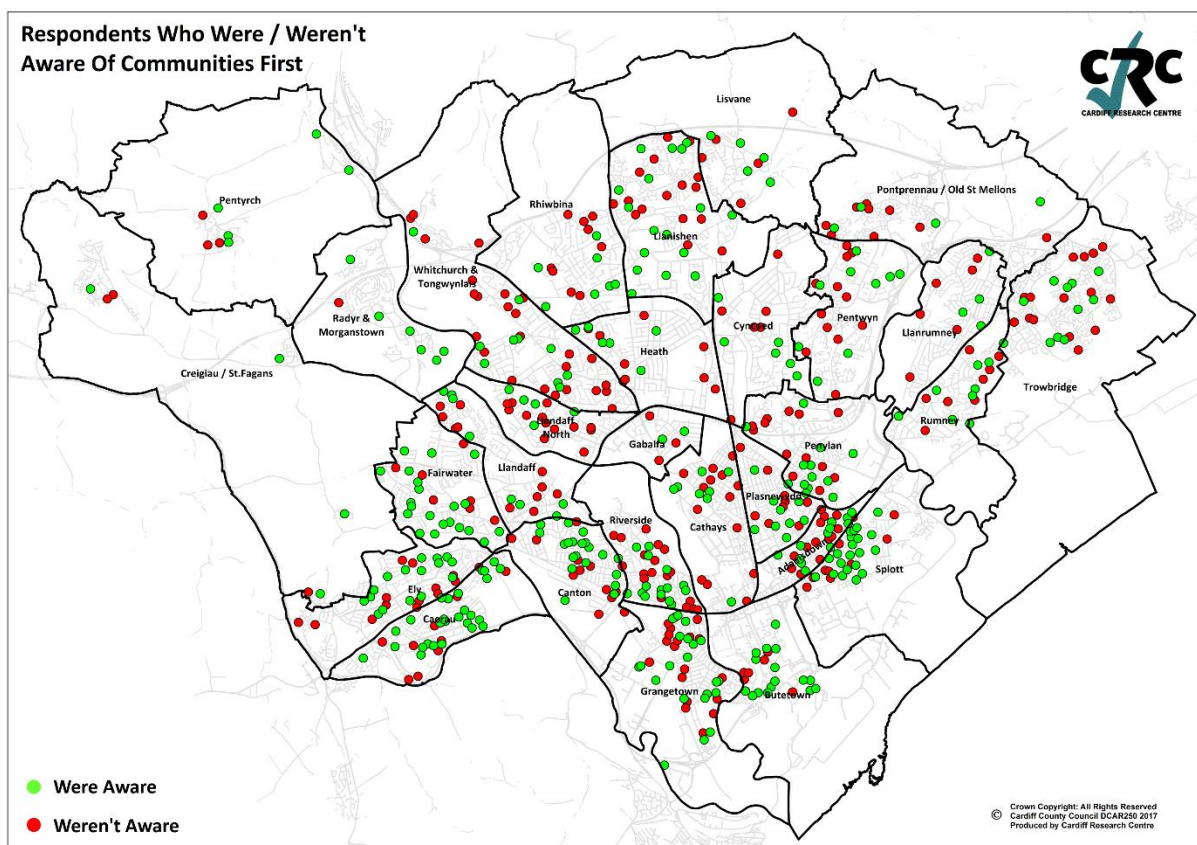 Respondents Who Were / Weren't
Aware Of Communities First
CRC
CARDIFF RESEARCH CENTRE
Lisvane
Pontprennau / Old St Mellons
Pentyrch
Rhiwbina
Llanishen
Whitchurch &
Tongwynlais
Radyr &
Morganstown
Cyncoed
Pentwyn
Llanrumney
Heath
Creigiau / St.Fagans
Trowbridge
Rumney
Llandaff
North
Gabalfa
Penylan
Fairwater
Llandaff
Plasnewydd
Riverside
Cathays
Adamsdown
Splott
Ely
Canton
Caerau
Grangetown
Butetown
Were Aware
Weren't Aware
© Crown Copyright: All Rights Reserved
Cardiff County Council DCAR250 2017
Produced by Cardiff Research Centre